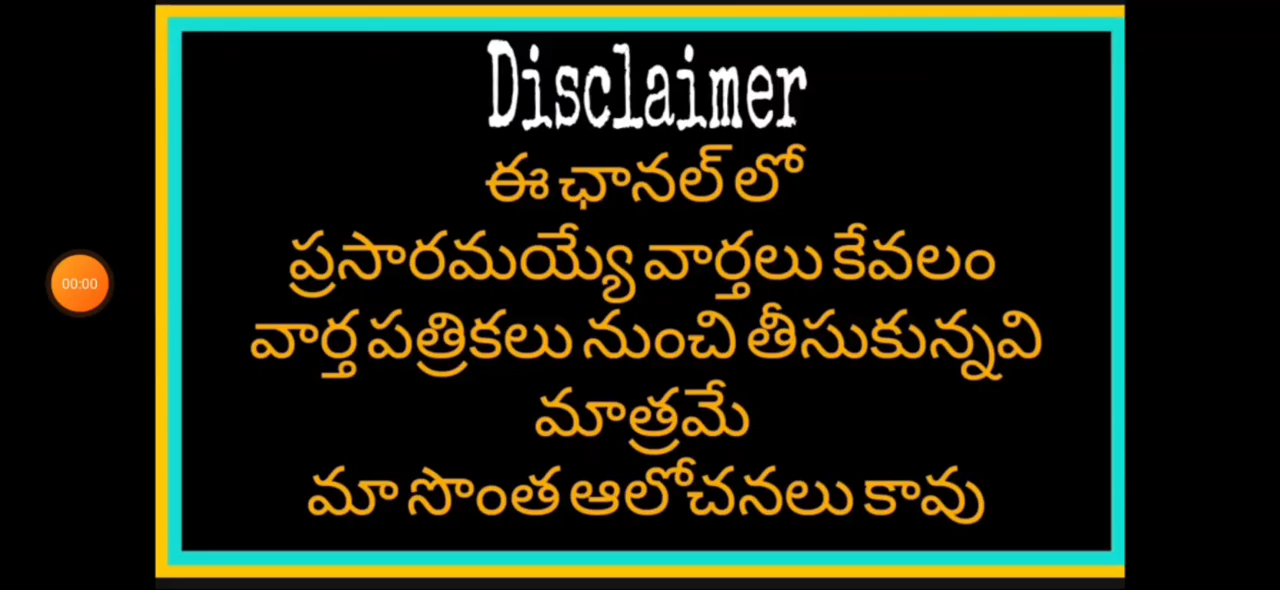 Disclaimer
ఈ ఛానల్ లో
ప్రసారమయ్యే వార్తలు కేవలం
00:00
వార్త పత్రికలు నుంచి తీసుకున్నవి
మాత్రమే
మా సొంత ఆలోచనలు కావు